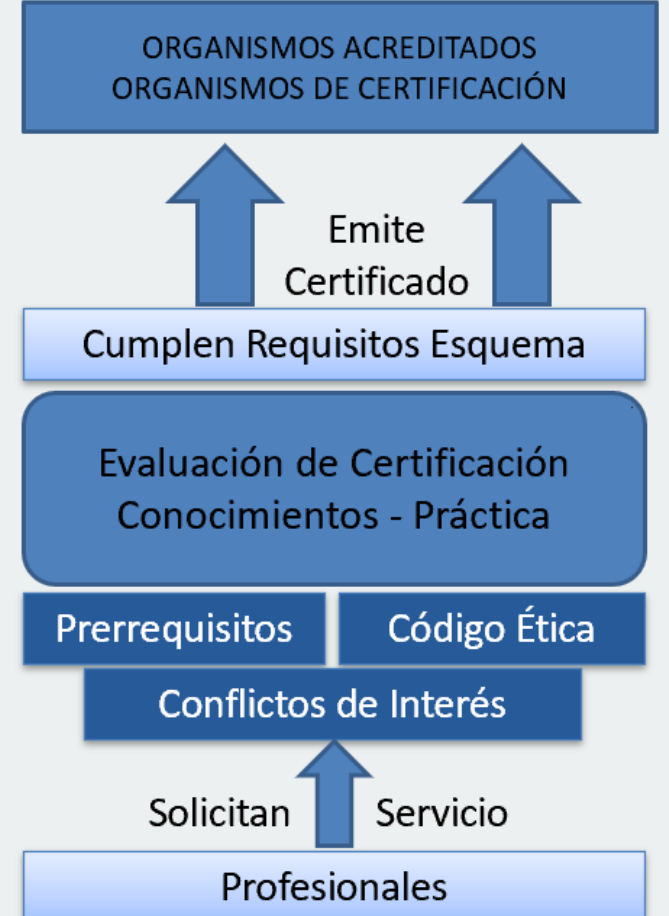 ORGANISMOS ACREDITADOS
ORGANISMOS DE CERTIFICACIÓN
Emite
Certificado
Cumplen Requisitos Esquema
Evaluación de Certificación
Conocimientos - Práctica
Prerrequisitos
Código Ética
Conflictos de Interés
Solicitan Servicio
Profesionales